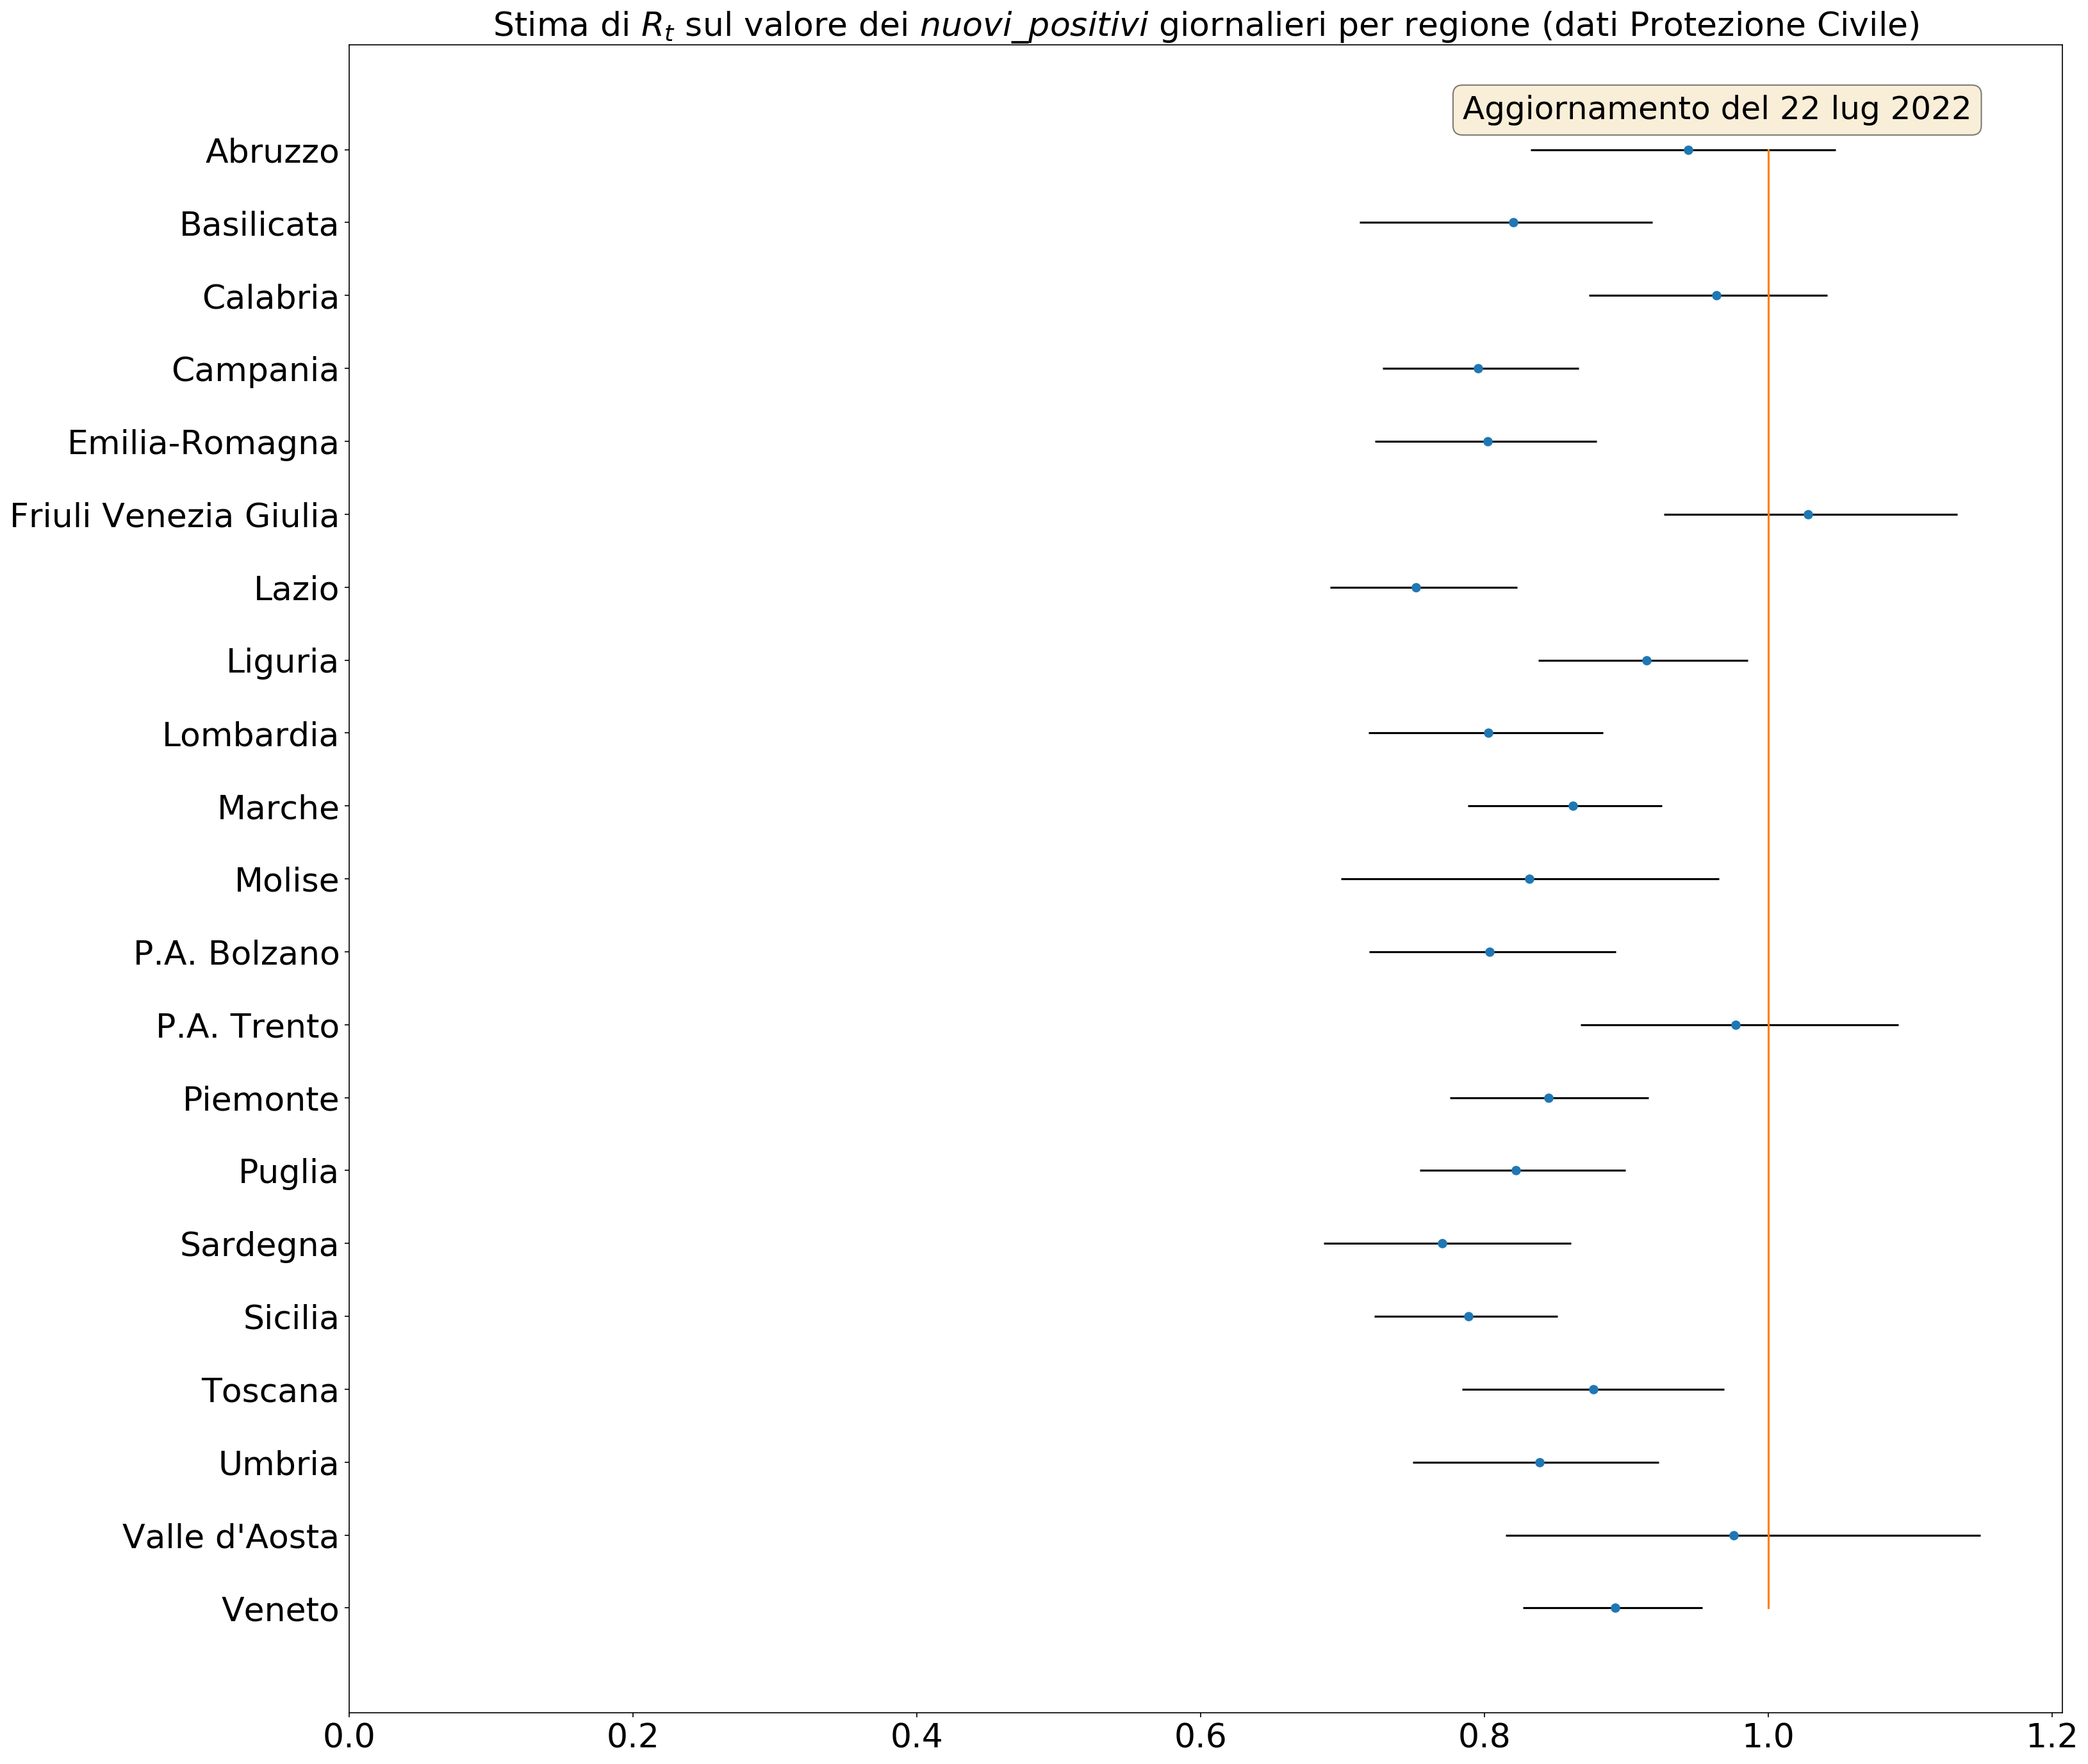 Stima di Rt sul valore dei nuovi_positivi giornalieri per regione (dati Protezione Civile)
Aggiornamento del 22 lug 2022
Abruzzo
Basilicata
Calabria
Campania
Emilia-Romagna
Friuli Venezia Giulia
Lazio
Liguria
Lombardia
Marche
Molise
P.A. Bolzano
P.A. Trento
Piemonte
Puglia
Sardegna
Sicilia
Toscana
Umbria
Valle d'Aosta
Veneto
0.0 0.2 0.4 0.6 0.8 1.0 1.2